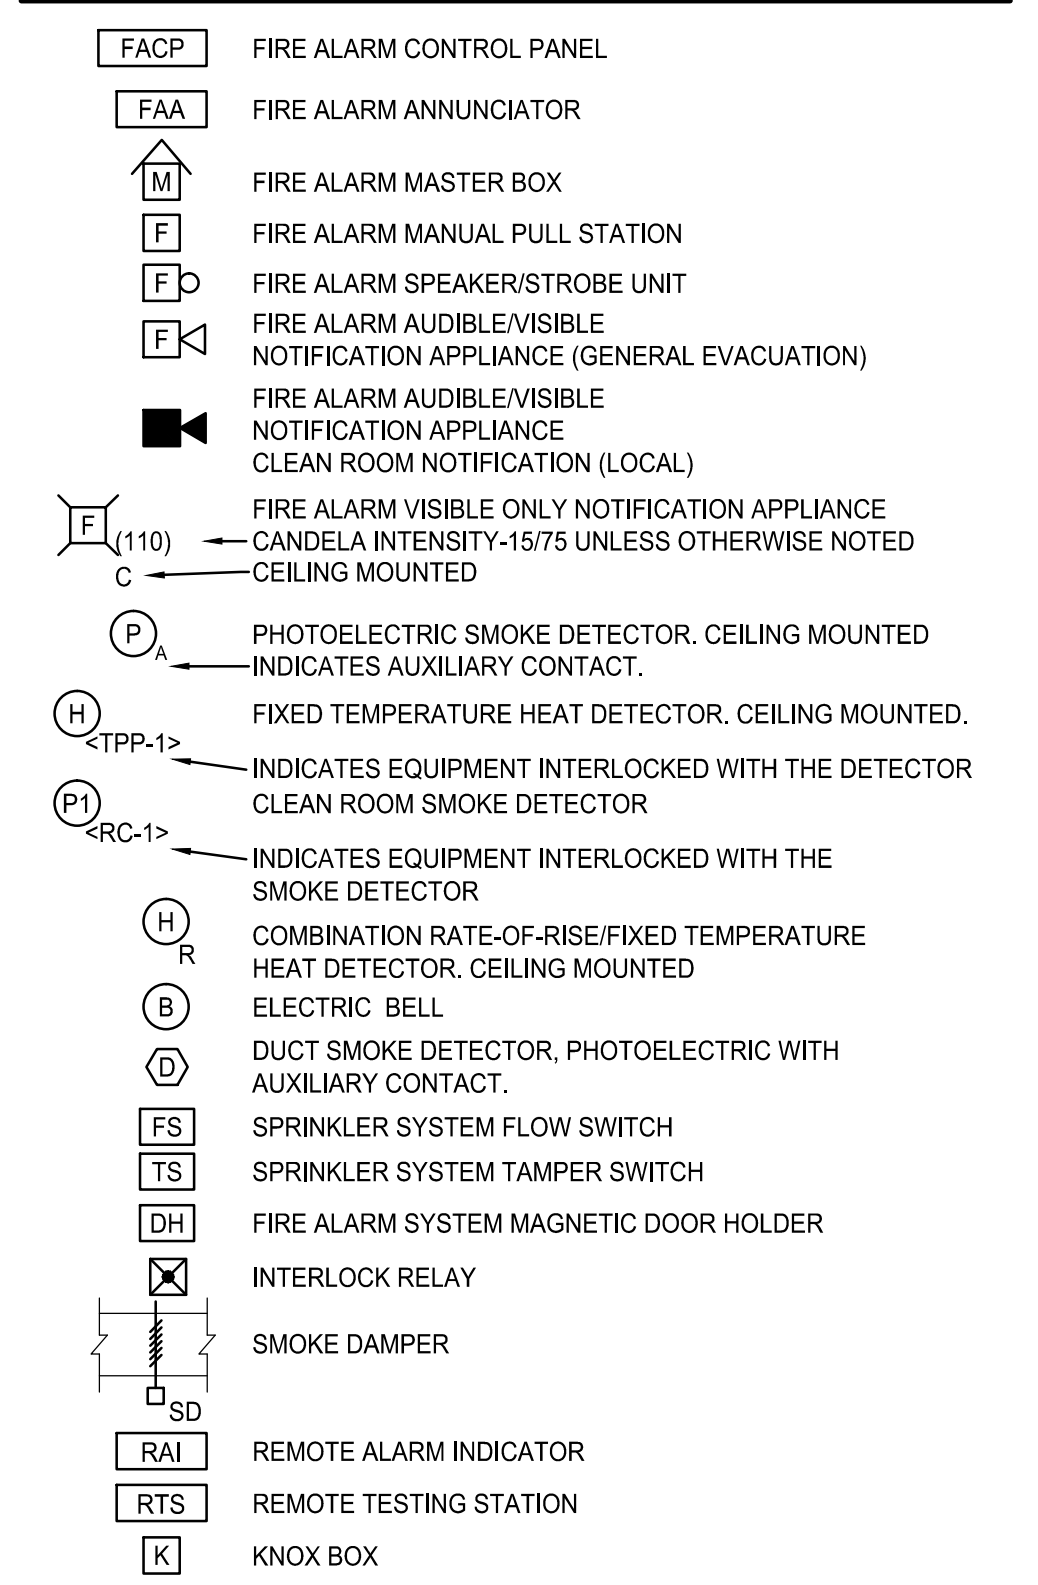 FACP FIRE ALARM CONTROL PANEL
FAA FIRE ALARM ANNUNCIATOR
M FIRE ALARM MASTER BOX
F FIRE ALARM MANUAL PULL STATION
F FIRE ALARM SPEAKER/STROBE UNIT
F FIRE ALARM AUDIBLE/VISIBLE
NOTIFICATION APPLIANCE (GENERAL EVACUATION)
FIRE ALARM AUDIBLE/VISIBLE
NOTIFICATION APPLIANCE
CLEAN ROOM NOTIFICATION (LOCAL)
F FIRE ALARM VISIBLE ONLY NOTIFICATION APPLIANCE
(110) CANDELA INTENSITY-15/75 UNLESS OTHERWISE NOTED
C CEILING MOUNTED
P PHOTOELECTRIC SMOKE DETECTOR. CEILING MOUNTED
A INDICATES AUXILIARY CONTACT.
H FIXED TEMPERATURE HEAT DETECTOR. CEILING MOUNTED.
<TPP-1>
INDICATES EQUIPMENT INTERLOCKED WITH THE DETECTOR
P1 CLEAN ROOM SMOKE DETECTOR
<RC-1>
INDICATES EQUIPMENT INTERLOCKED WITH THE
SMOKE DETECTOR
H
R COMBINATION RATE-OF-RISE/FIXED TEMPERATURE
HEAT DETECTOR. CEILING MOUNTED
B ELECTRIC BELL
D DUCT SMOKE DETECTOR, PHOTOELECTRIC WITH
AUXILIARY CONTACT.
FS SPRINKLER SYSTEM FLOW SWITCH
TS SPRINKLER SYSTEM TAMPER SWITCH
DH FIRE ALARM SYSTEM MAGNETIC DOOR HOLDER
INTERLOCK RELAY
SMOKE DAMPER
SD
RAI REMOTE ALARM INDICATOR
RTS REMOTE TESTING STATION
K KNOX BOX